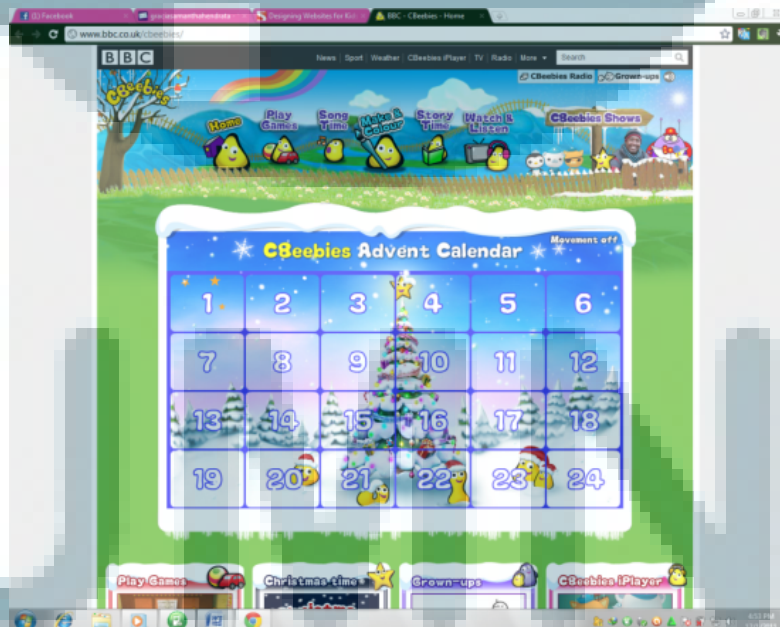 (1) Facebook
graciasamanthahendrata -
Designing Websites for Kid
BBC - CBeebies - Home
www.bbc.co.uk/cbeebies/
BBC
News Sport Weather CBeebies iPlayer TV Radio More Search
CBeebies Radio Grown-ups
CBeebies
Home
Play Games
Song Time
Make & Colour
Story Time
Watch & Listen
CBeebies Shows
CBeebies Advent Calendar
Movement off
1 2 3 4 5 6
7 8 9 10 11 12
13 14 15 16 17 18
19 20 21 22 23 24
Play Games
Christmas time
Grown-ups
CBeebies iPlayer